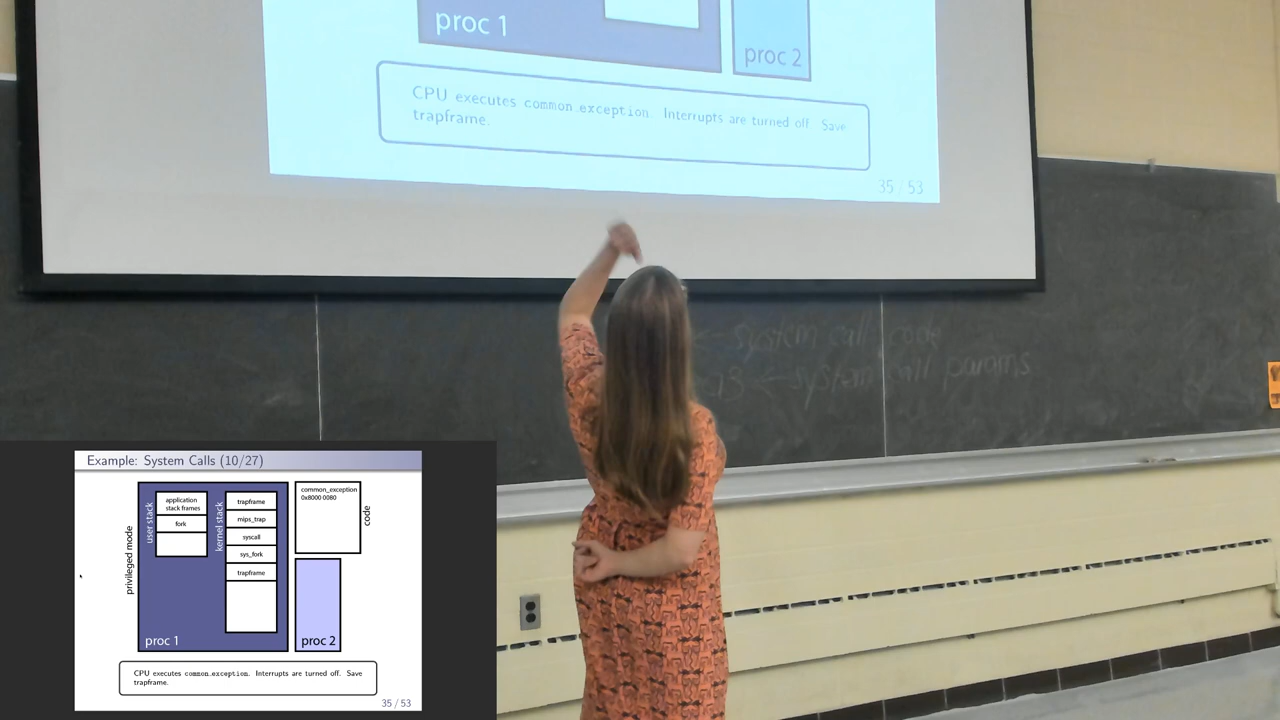 proc 1
proc 2
CPU executes common_exception. Interrupts are turned off. Save
trapframe.
35 / 53
← system call code
a3 ← system call params
Example: System Calls (10/27)
privileged mode
user stack
application
stack frames
fork
kernel stack
trapframe
mips_trap
syscall
sys_fork
trapframe
common_exception
0x8000 0080
code
proc 1
proc 2
CPU executes common_exception. Interrupts are turned off. Save
trapframe.
35 / 53